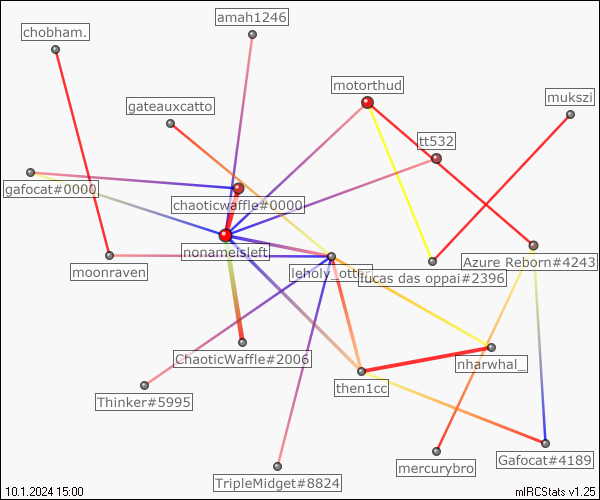 amah1246
chobham.
motorthud
mukszi
gateauxcatto
tt532
gafocat#0000
chaoticwaffle#0000
nonameisleft
moonraven
leholy_otter
lucas das oppai#2396
Azure Reborn#4243
ChaoticWaffle#2006
nharwhal_
then1cc
Thinker#5995
Gafocat#4189
mercurybro
TripleMidget#8824
10.1.2024 15:00
mIRCStats v1.25